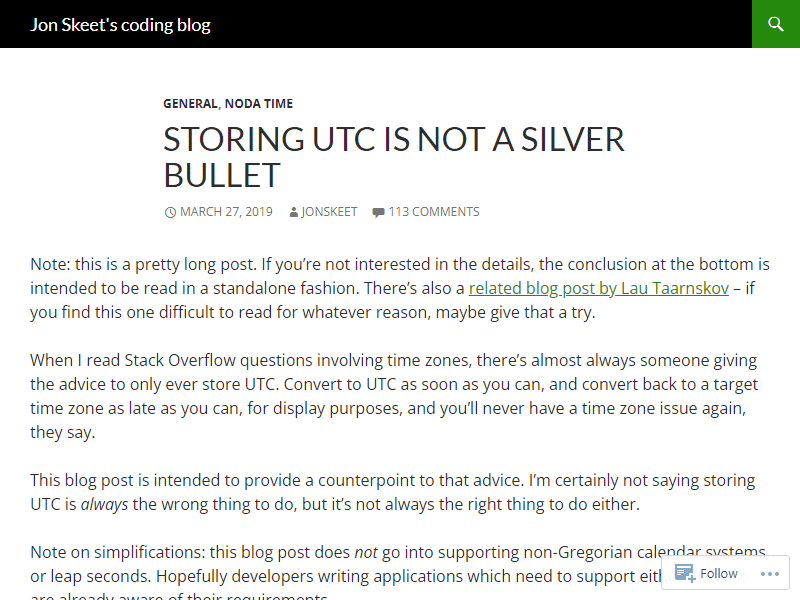 Jon Skeet's coding blog
GENERAL, NODA TIME
STORING UTC IS NOT A SILVER
BULLET
MARCH 27, 2019 JONSKEET 113 COMMENTS
Note: this is a pretty long post. If you’re not interested in the details, the conclusion at the bottom is
intended to be read in a standalone fashion. There’s also a related blog post by Lau Taarnskov – if
you find this one difficult to read for whatever reason, maybe give that a try.
When I read Stack Overflow questions involving time zones, there’s almost always someone giving
the advice to only ever store UTC. Convert to UTC as soon as you can, and convert back to a target
time zone as late as you can, for display purposes, and you’ll never have a time zone issue again,
they say.
This blog post is intended to provide a counterpoint to that advice. I’m certainly not saying storing
UTC is always the wrong thing to do, but it’s not always the right thing to do either.
Note on simplifications: this blog post does not go into supporting non-Gregorian calendar systems,
or leap seconds. Hopefully developers writing applications which need to support
are already aware of their requirements.
Follow